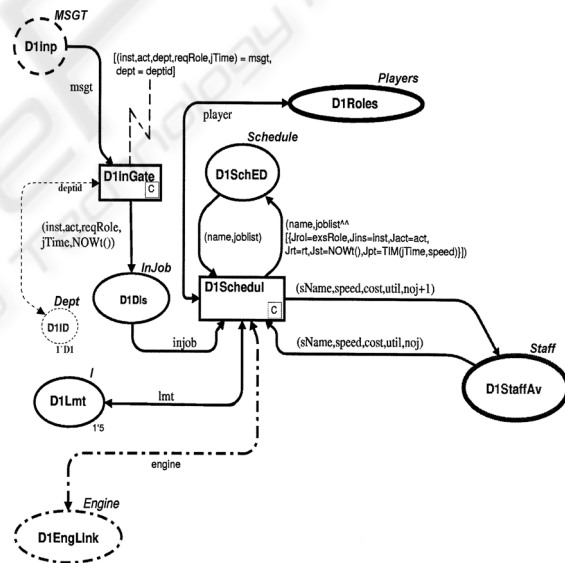 MSGT
D1inp
[(inst,act,dept,reqRole,jTime) = msgt,
dept = deptid]
msgt
Players
D1Roles
player
Schedule
D1SchED
D1InGate
C
deptid
(inst,act,reqRole,
jTime,NOWt())
(name,joblist)
(name,joblist^^
[{Jrol=exsRole,Jins=inst,Jact=act,
Jrt=rt,Jst=NOWt(),Jpt=TIM(jTime,speed)}])
InJob
D1Dis
D1Schedul
C
(sName,speed,cost,util,noj+1)
Dept
D1ID
1`D1
injob
(sName,speed,cost,util,noj)
Staff
D1StaffAv
I
D1Lmt
1'5
lmt
engine
Engine
D1EngLink